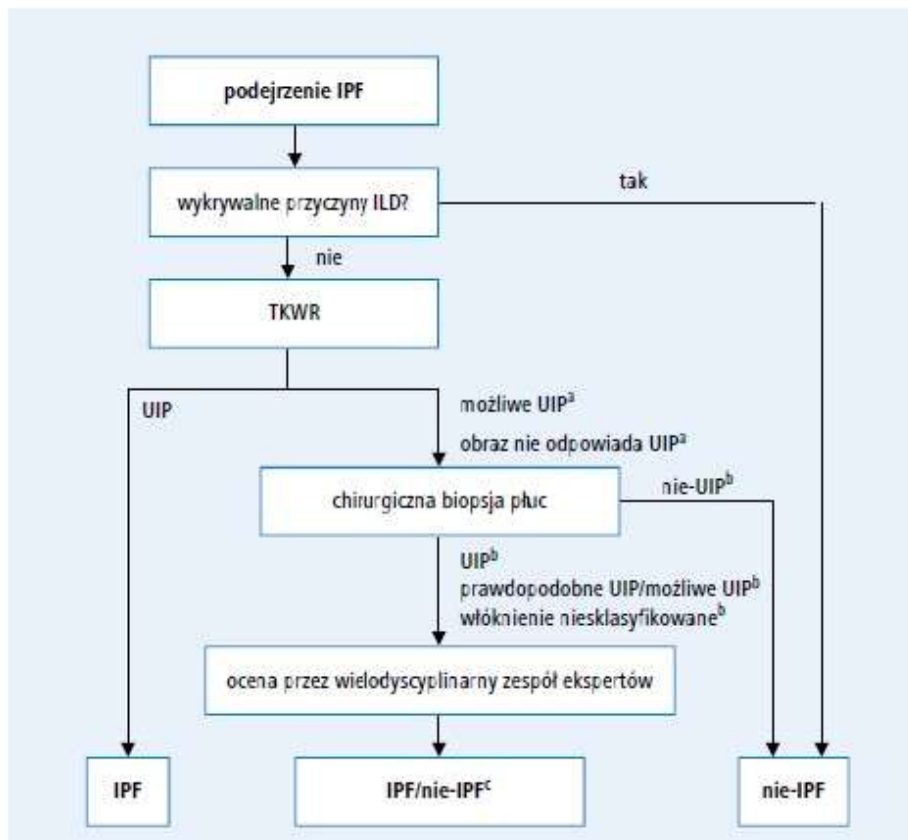 podejrzenie IPF
wykrywalne przyczyny ILD?
tak
nie
TKWR
UIP
możliwe UIPᵃ
obraz nie odpowiada UIPᵃ
chirurgiczna biopsja płuc
nie-UIPᵇ
UIPᵇ
prawdopodobne UIP/możliwe UIPᵇ
włóknienie niesklasyfikowaneᵇ
ocena przez wielodyscyplinarny zespół ekspertów
IPF
IPF/nie-IPFᶜ
nie-IPF